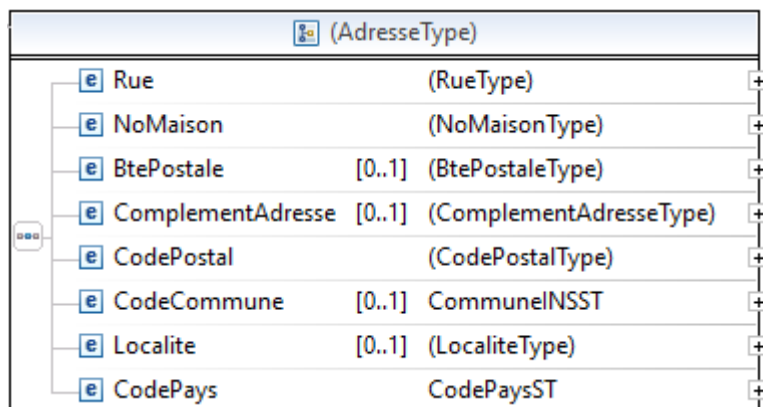 (AdresseType)
e Rue (RueType)
e NoMaison (NoMaisonType)
e BtePostale [0..1] (BtePostaleType)
e ComplementAdresse [0..1] (ComplementAdresseType)
e CodePostal (CodePostalType)
e CodeCommune [0..1] CommuneINSST
e Localite [0..1] (LocaliteType)
e CodePays CodePaysST